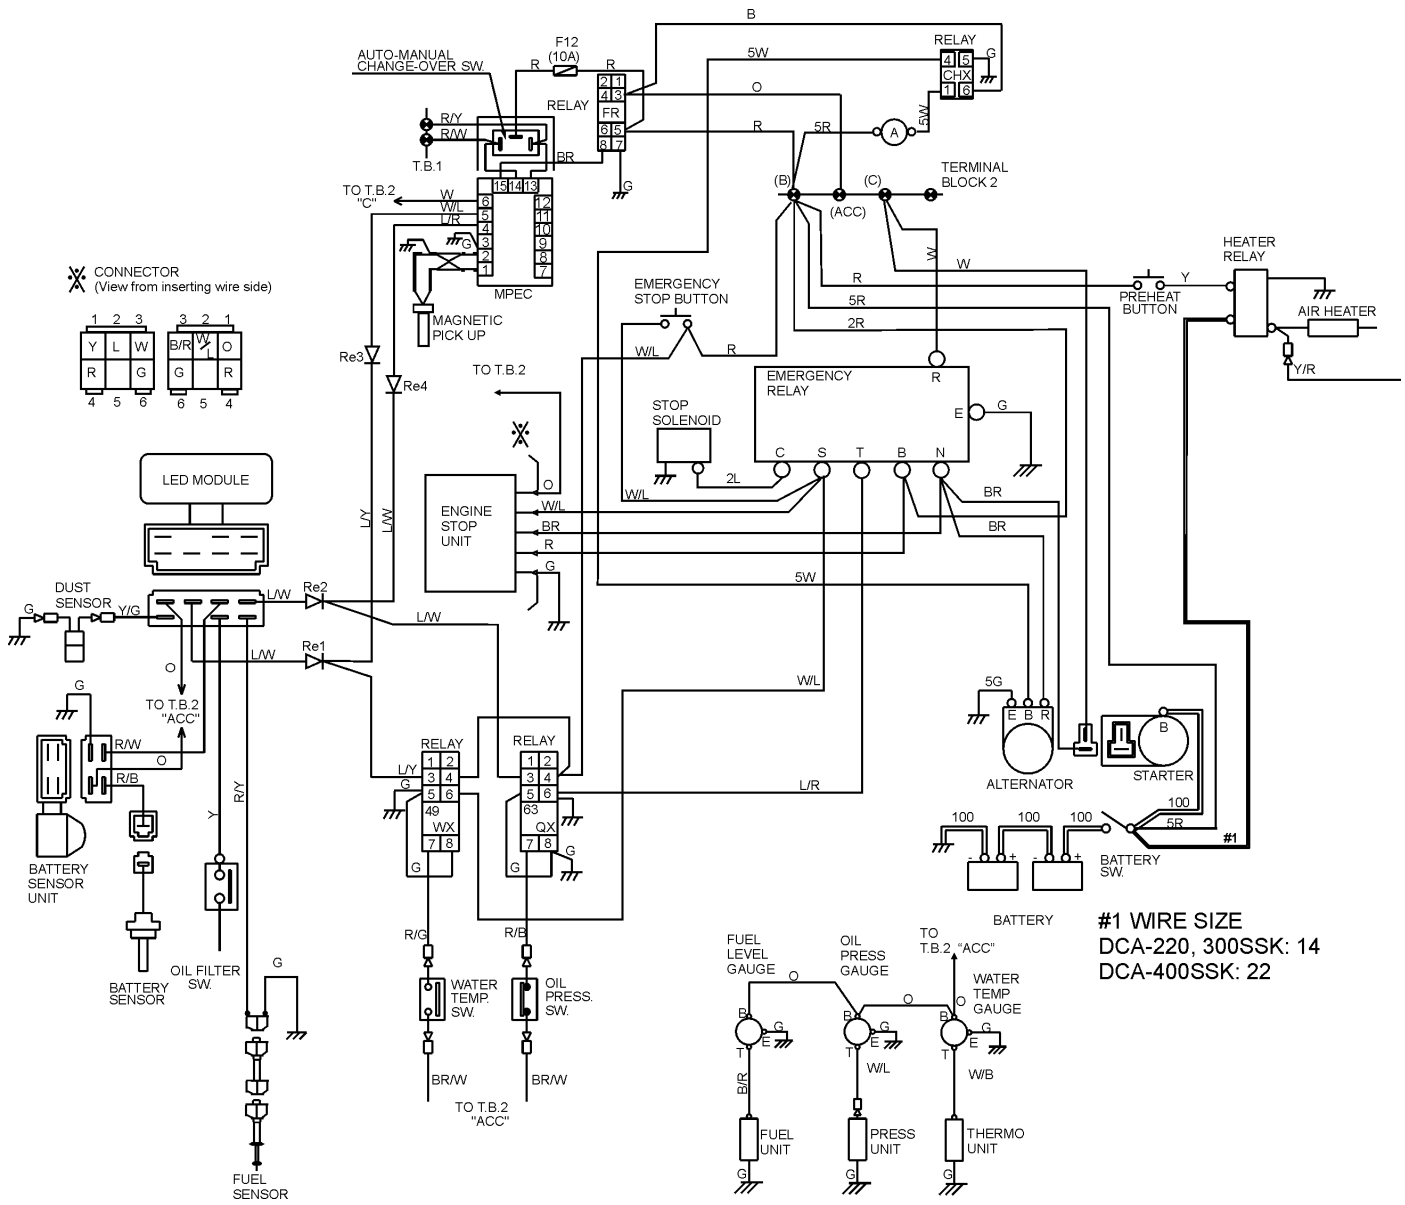 B
F12
(10A)
RELAY
AUTO-MANUAL
CHANGE-OVER SW.
R
R
5W
4 5
G
CHX
1 6
2 1
4 3
FR
6 5
8 7
RELAY
O
R/Y
R/W
T.B.1
R
5R
A
5W
BR
G
TERMINAL
BLOCK 2
(B)
(ACC)
(C)
15 14 13
TO T.B.2
"C"
W
W/L
L/R
G
6
5
4
3
2
1
12
11
10
9
8
7
MPEC
HEATER
RELAY
W
W
CONNECTOR
(View from inserting wire side)
EMERGENCY
STOP BUTTON
R
PREHEAT
BUTTON
Y
AIR HEATER
5R
1 2 3
Y L W
R G
4 5 6
3 2 1
B/R W/L O
G R
6 5 4
MAGNETIC
PICK UP
2R
W/L
R
Re3
Re4
TO T.B.2
Y/R
EMERGENCY
RELAY
R
STOP
SOLENOID
E
G
C S T B N
LED MODULE
2L
W/L
BR
BR
ENGINE
STOP
UNIT
O
W/L
BR
R
G
L/Y
L/W
5W
DUST
SENSOR
G
Y/G
L/W
Re2
L/W
L/W
Re1
O
TO T.B.2
"ACC"
G
W/L
5G
E B R
B
ALTERNATOR
STARTER
R/W
O
R/B
RELAY
1 2
3 4
5 6
49
WX
7 8
RELAY
1 2
3 4
5 6
63
QX
7 8
L/Y
G
L/R
G
G
Y
R/Y
100
100
100
100
5R
#1
- +
- +
BATTERY
SW.
BATTERY
BATTERY
SENSOR
UNIT
#1 WIRE SIZE
DCA-220, 300SSK: 14
DCA-400SSK: 22
R/G
R/B
BATTERY
SENSOR
OIL FILTER
SW.
G
WATER
TEMP.
SW.
OIL
PRESS.
SW.
FUEL
LEVEL
GAUGE
OIL
PRESS
GAUGE
TO
T.B.2 "ACC"
WATER
TEMP
GAUGE
O
O
O
B
G
E
T
B
G
E
T
B
G
E
T
B/R
W/L
W/B
BR/W
BR/W
TO T.B.2
"ACC"
FUEL
UNIT
PRESS
UNIT
THERMO
UNIT
G
G
G
FUEL
SENSOR